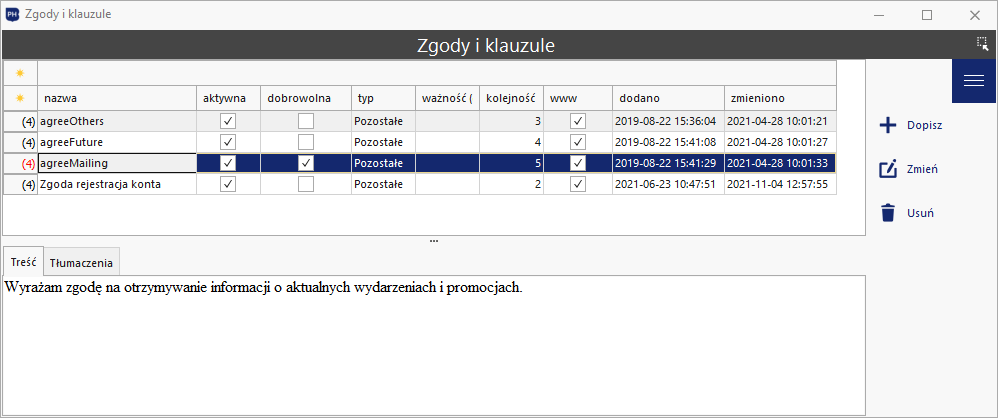 PH Zgody i klauzule
Zgody i klauzule
nazwa aktywna dobrowolna typ ważność ( kolejność www dodano zmieniono
(4) agreeOthers Pozostałe 3 2019-08-22 15:36:04 2021-04-28 10:01:21
(4) agreeFuture Pozostałe 4 2019-08-22 15:41:08 2021-04-28 10:01:27
(4) agreeMailing Pozostałe 5 2019-08-22 15:41:29 2021-04-28 10:01:33
(4) Zgoda rejestracja konta Pozostałe 2 2021-06-23 10:47:51 2021-11-04 12:57:55
Dopisz
Zmień
Usuń
Treść Tłumaczenia
Wyrażam zgodę na otrzymywanie informacji o aktualnych wydarzeniach i promocjach.